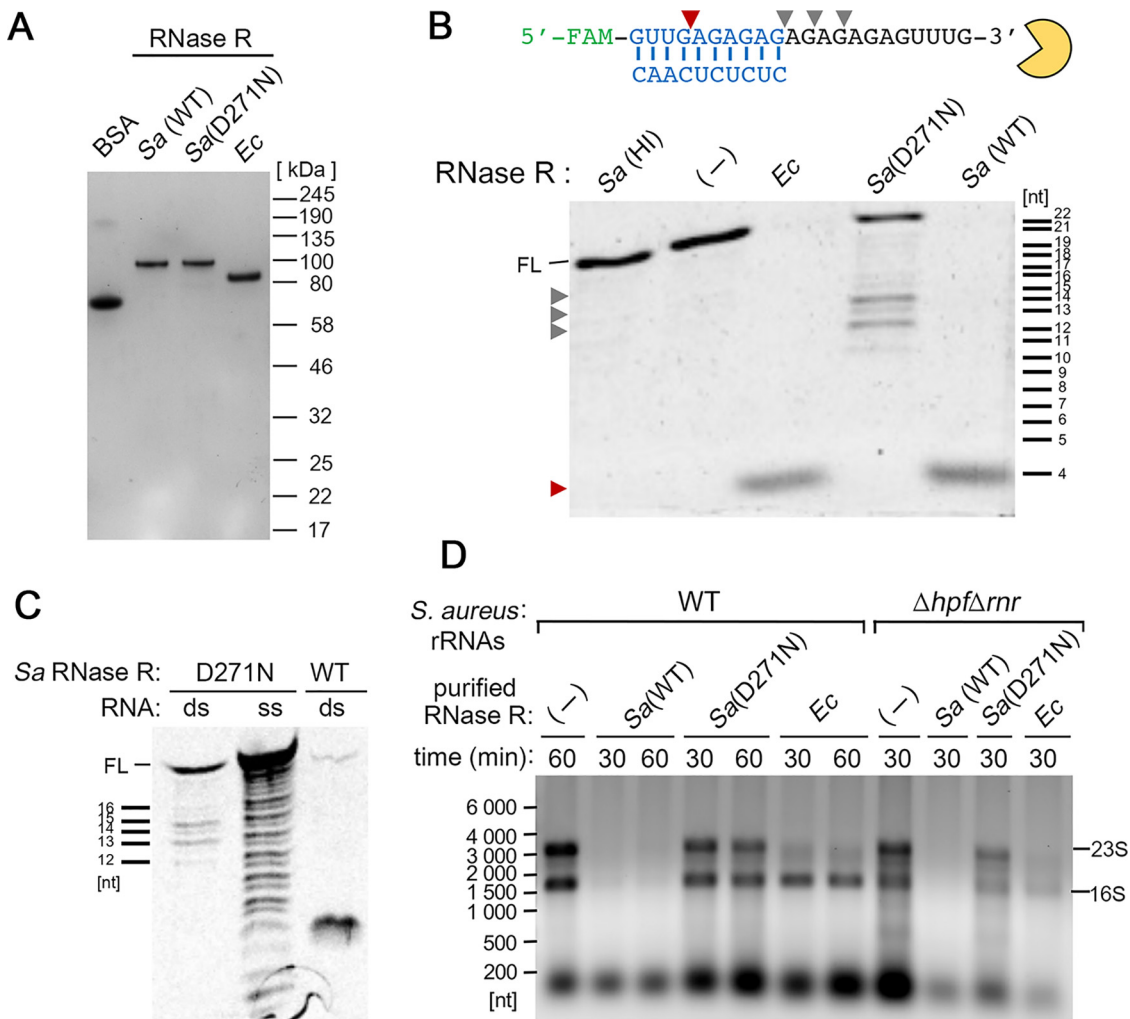 A
RNase R
BSA
Sa (WT)
Sa(D271N)
Ec
[ kDa ]
245
190
135
100
80
58
46
32
25
22
17
B
5′-FAM-GUUGAGAGAGAGAGAGAGUUUG-3′
CAACUCUCUC
RNase R :
Sa (HI)
(−)
Ec
Sa(D271N)
Sa (WT)
[nt]
22
21
19
18
17
16
15
14
13
12
11
10
9
8
7
6
5
4
FL
C
Sa RNase R: D271N WT
RNA: ds ss ds
FL
16
15
14
13
12
[nt]
D
S. aureus: WT ΔhpfΔrnr
rRNAs
purified
RNase R:
(−)
Sa(WT)
Sa(D271N)
Ec
(−)
Sa (WT)
Sa(D271N)
Ec
time (min): 60 30 60 30 60 30 60 30 30 30 30
6 000
4 000
3 000
2 000
1 500
1 000
500
200
[nt]
23S
16S